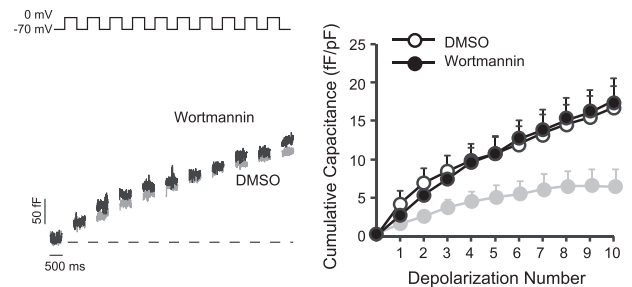 0 mV
-70 mV
Wortmannin
DMSO
50 fF
500 ms
Cumulative Capacitance (fF/pF)
25
20
15
10
5
0
DMSO
Wortmannin
1 2 3 4 5 6 7 8 9 10
Depolarization Number